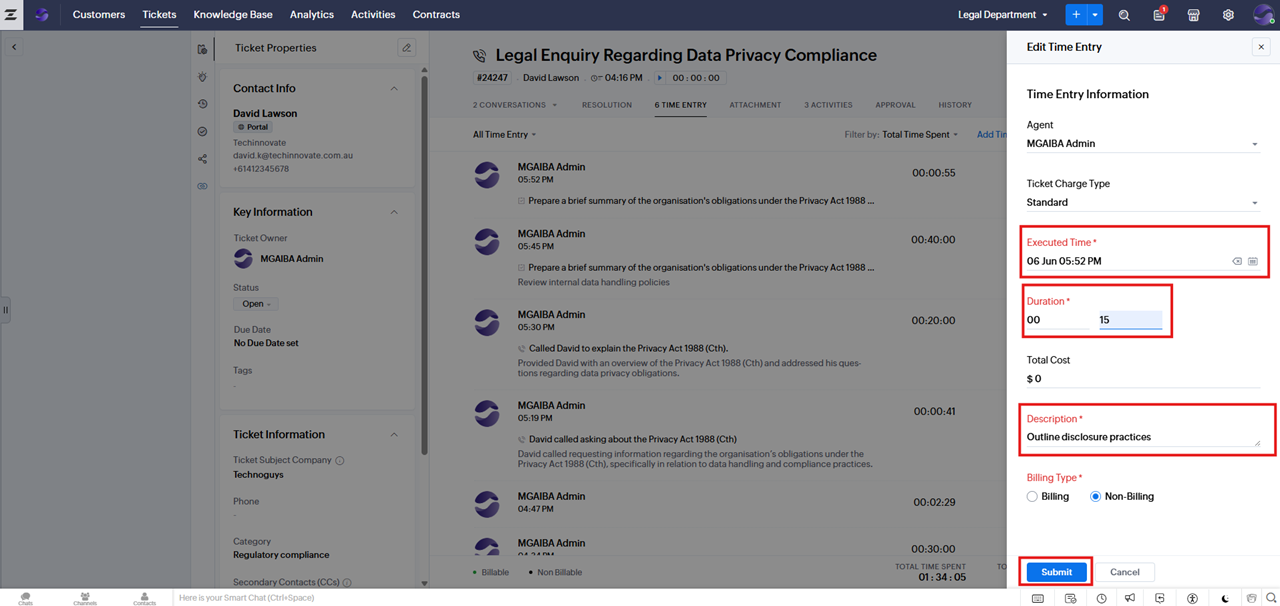 Customers Tickets Knowledge Base Analytics Activities Contracts Legal Department 1
Ticket Properties
Contact Info
David Lawson
Portal
Techinnovate
david.k@techinnovate.com.au
+61412345678
Key Information
Ticket Owner
MGAIBA Admin
Status
Open
Due Date
No Due Date set
Tags
-
Ticket Information
Ticket Subject Company
Technoguys
Phone
-
Category
Regulatory compliance
Secondary Contacts (CCs)
Legal Enquiry Regarding Data Privacy Compliance
#24247 David Lawson 04:16 PM 00 : 00 : 00
2 CONVERSATIONS RESOLUTION 6 TIME ENTRY ATTACHMENT 3 ACTIVITIES APPROVAL HISTORY
All Time Entry Filter by: Total Time Spent Add Tim
MGAIBA Admin
05:52 PM
00:00:55
Prepare a brief summary of the organisation's obligations under the Privacy Act 1988 ...
MGAIBA Admin
05:45 PM
00:40:00
Prepare a brief summary of the organisation's obligations under the Privacy Act 1988 ...
Review internal data handling policies
MGAIBA Admin
05:30 PM
00:20:00
Called David to explain the Privacy Act 1988 (Cth).
Provided David with an overview of the Privacy Act 1988 (Cth) and addressed his ques-
tions regarding data privacy obligations.
MGAIBA Admin
05:19 PM
00:00:41
David called asking about the Privacy Act 1988 (Cth)
David called requesting information regarding the organisation's obligations under the
Privacy Act 1988 (Cth), specifically in relation to data handling and compliance practices.
MGAIBA Admin
04:47 PM
00:02:29
MGAIBA Admin
04:34 PM
00:30:00
Billable Non Billable
TOTAL TIME SPENT
01 : 34 : 05
TO
Edit Time Entry
Time Entry Information
Agent
MGAIBA Admin
Ticket Charge Type
Standard
Executed Time *
06 Jun 05:52 PM
Duration *
00 15
Total Cost
$ 0
Description *
Outline disclosure practices
Billing Type *
Billing Non-Billing
Submit Cancel
Chats Channels Contacts Here is your Smart Chat (Ctrl+Space)